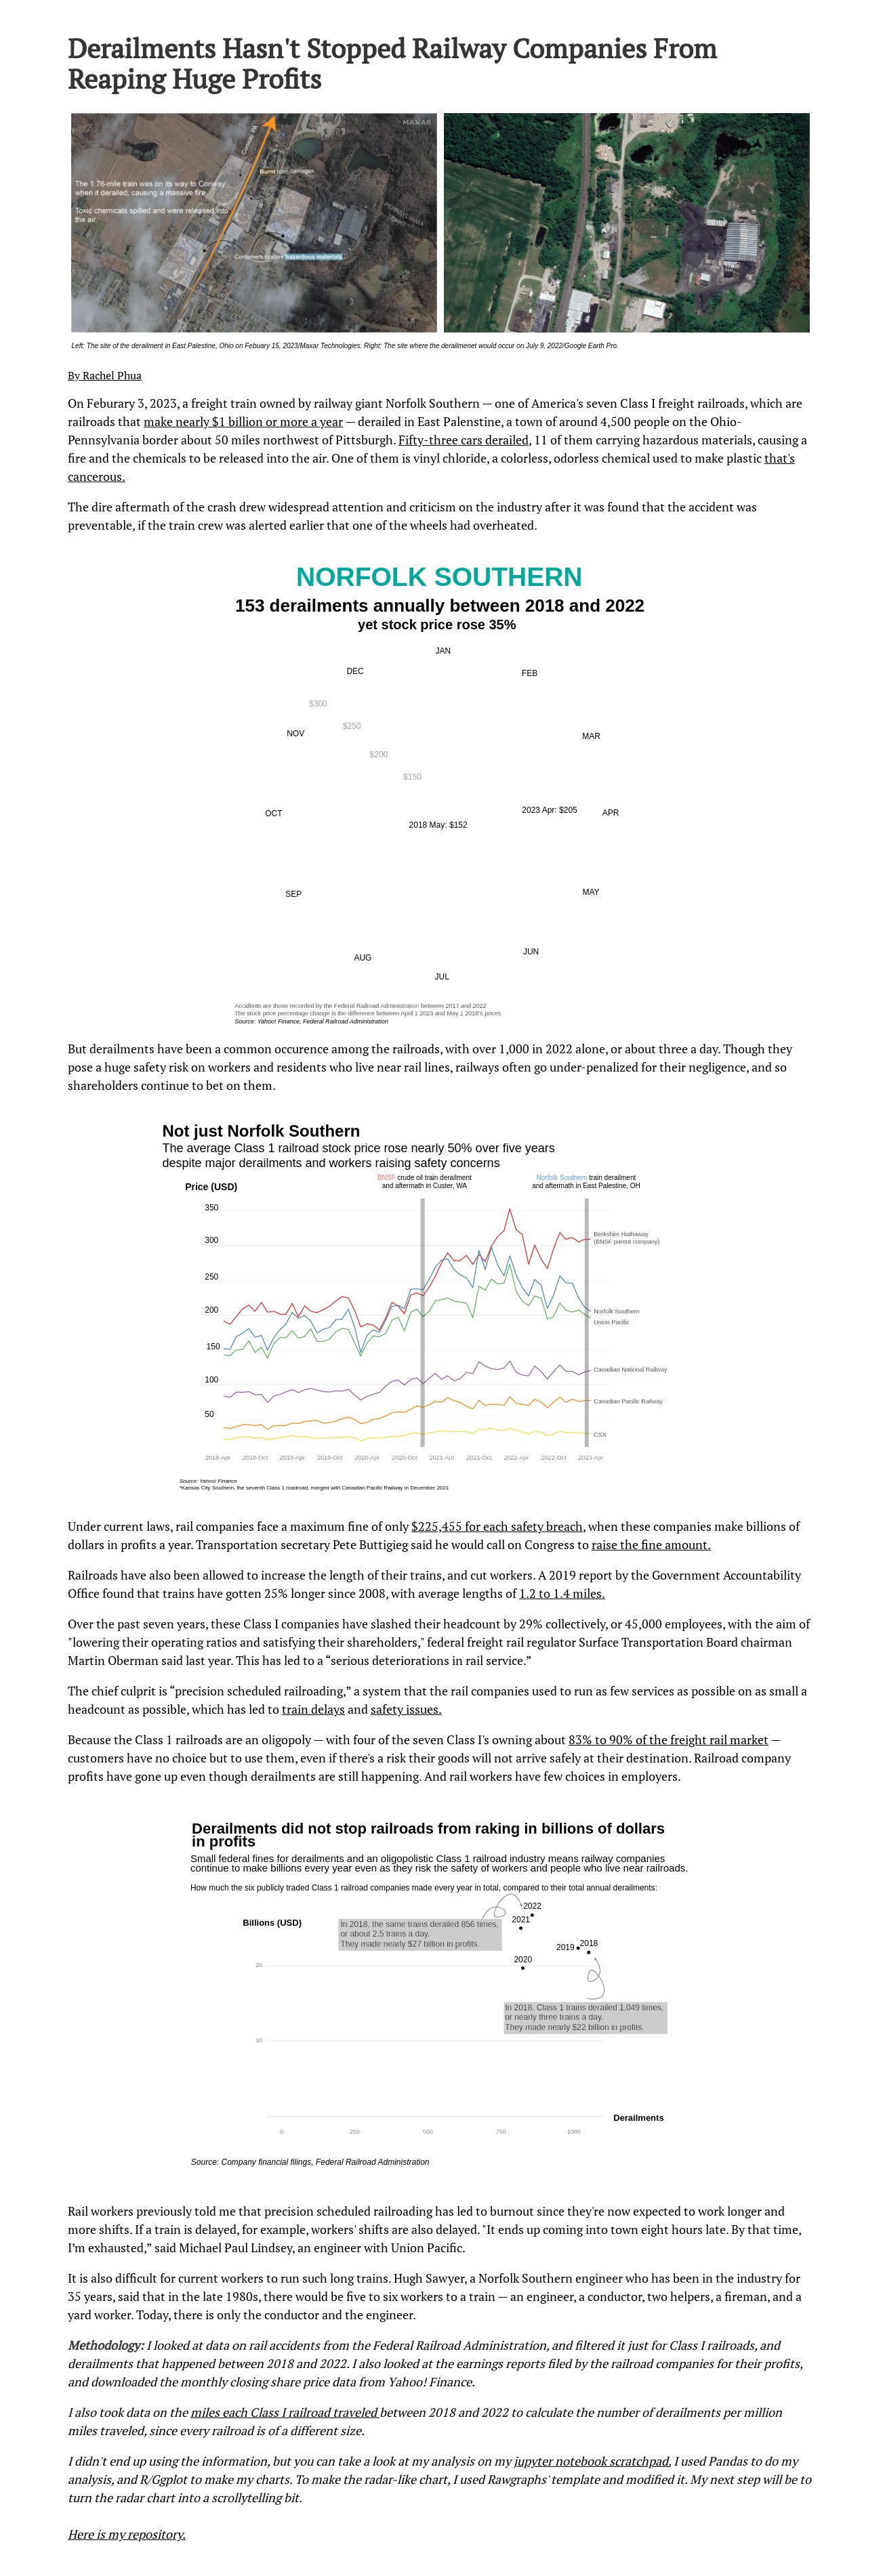 Derailments Hasn't Stopped Railway Companies From
Reaping Huge Profits
MAXAR
Conway, PA
Burnt train carriages
The 1.76-mile train was on its way to Conway
when it derailed, causing a massive fire.
Toxic chemicals spilled and were released into
the air.
PENNSYLVANIA
OHIO
Containers to store hazardous materials
Left: The site of the derailment in East Palestine, Ohio on Febuary 15, 2023/Maxar Technologies. Right: The site where the derailmenet would occur on July 9, 2022/Google Earth Pro.
By Rachel Phua
On Feburary 3, 2023, a freight train owned by railway giant Norfolk Southern — one of America's seven Class I freight railroads, which are
railroads that make nearly $1 billion or more a year — derailed in East Palenstine, a town of around 4,500 people on the Ohio-
Pennsylvania border about 50 miles northwest of Pittsburgh. Fifty-three cars derailed, 11 of them carrying hazardous materials, causing a
fire and the chemicals to be released into the air. One of them is vinyl chloride, a colorless, odorless chemical used to make plastic that's
cancerous.
The dire aftermath of the crash drew widespread attention and criticism on the industry after it was found that the accident was
preventable, if the train crew was alerted earlier that one of the wheels had overheated.
NORFOLK SOUTHERN
153 derailments annually between 2018 and 2022
yet stock price rose 35%
JAN
DEC
FEB
$300
$250
NOV
MAR
$200
$150
2023 Apr: $205
APR
OCT
2018 May: $152
SEP
MAY
JUN
AUG
JUL
Accidents are those recorded by the Federal Railroad Administration between 2017 and 2022
The stock price percentage change is the difference between April 1 2023 and May 1 2018's prices
Source: Yahoo! Finance, Federal Railroad Administration
But derailments have been a common occurence among the railroads, with over 1,000 in 2022 alone, or about three a day. Though they
pose a huge safety risk on workers and residents who live near rail lines, railways often go under-penalized for their negligence, and so
shareholders continue to bet on them.
Not just Norfolk Southern
The average Class 1 railroad stock price rose nearly 50% over five years
despite major derailments and workers raising safety concerns
BNSF crude oil train derailment
and aftermath in Custer, WA
Norfolk Southern train derailment
and aftermath in East Palestine, OH
Price (USD)
350
300
250
200
150
100
50
Berkshire Hathaway
(BNSF parent company)
Norfolk Southern
Union Pacific
Canadian National Railway
Canadian Pacific Railway
CSX
2018-Apr 2018-Oct 2019-Apr 2019-Oct 2020-Apr 2020-Oct 2021-Apr 2021-Oct 2022-Apr 2022-Oct 2023-Apr
Source: Yahoo! Finance
*Kansas City Southern, the seventh Class 1 roadroad, merged with Canadian Pacific Railway in December 2021
Under current laws, rail companies face a maximum fine of only $225,455 for each safety breach, when these companies make billions of
dollars in profits a year. Transportation secretary Pete Buttigieg said he would call on Congress to raise the fine amount.
Railroads have also been allowed to increase the length of their trains, and cut workers. A 2019 report by the Government Accountability
Office found that trains have gotten 25% longer since 2008, with average lengths of 1.2 to 1.4 miles.
Over the past seven years, these Class I companies have slashed their headcount by 29% collectively, or 45,000 employees, with the aim of
"lowering their operating ratios and satisfying their shareholders," federal freight rail regulator Surface Transportation Board chairman
Martin Oberman said last year. This has led to a “serious deteriorations in rail service.”
The chief culprit is “precision scheduled railroading,” a system that the rail companies used to run as few services as possible on as small a
headcount as possible, which has led to train delays and safety issues.
Because the Class 1 railroads are an oligopoly — with four of the seven Class I's owning about 83% to 90% of the freight rail market —
customers have no choice but to use them, even if there's a risk their goods will not arrive safely at their destination. Railroad company
profits have gone up even though derailments are still happening. And rail workers have few choices in employers.
Derailments did not stop railroads from raking in billions of dollars
in profits
Small federal fines for derailments and an oligopolistic Class 1 railroad industry means railway companies
continue to make billions every year even as they risk the safety of workers and people who live near railroads.
How much the six publicly traded Class 1 railroad companies made every year in total, compared to their total annual derailments:
2022
2021
Billions (USD)
In 2018, the same trains derailed 856 times,
or about 2.5 trains a day.
They made nearly $27 billion in profits.
2019
2018
2020
20
In 2018, Class 1 trains derailed 1,049 times,
or nearly three trains a day.
They made nearly $22 billion in profits.
10
Derailments
0 250 500 750 1000
Source: Company financial filings, Federal Railroad Administration
Rail workers previously told me that precision scheduled railroading has led to burnout since they're now expected to work longer and
more shifts. If a train is delayed, for example, workers' shifts are also delayed. "It ends up coming into town eight hours late. By that time,
I’m exhausted,” said Michael Paul Lindsey, an engineer with Union Pacific.
It is also difficult for current workers to run such long trains. Hugh Sawyer, a Norfolk Southern engineer who has been in the industry for
35 years, said that in the late 1980s, there would be five to six workers to a train — an engineer, a conductor, two helpers, a fireman, and a
yard worker. Today, there is only the conductor and the engineer.
Methodology: I looked at data on rail accidents from the Federal Railroad Administration, and filtered it just for Class I railroads, and
derailments that happened between 2018 and 2022. I also looked at the earnings reports filed by the railroad companies for their profits,
and downloaded the monthly closing share price data from Yahoo! Finance.
I also took data on the miles each Class I railroad traveled between 2018 and 2022 to calculate the number of derailments per million
miles traveled, since every railroad is of a different size.
I didn't end up using the information, but you can take a look at my analysis on my jupyter notebook scratchpad. I used Pandas to do my
analysis, and R/Ggplot to make my charts. To make the radar-like chart, I used Rawgraphs' template and modified it. My next step will be to
turn the radar chart into a scrollytelling bit.
Here is my repository.